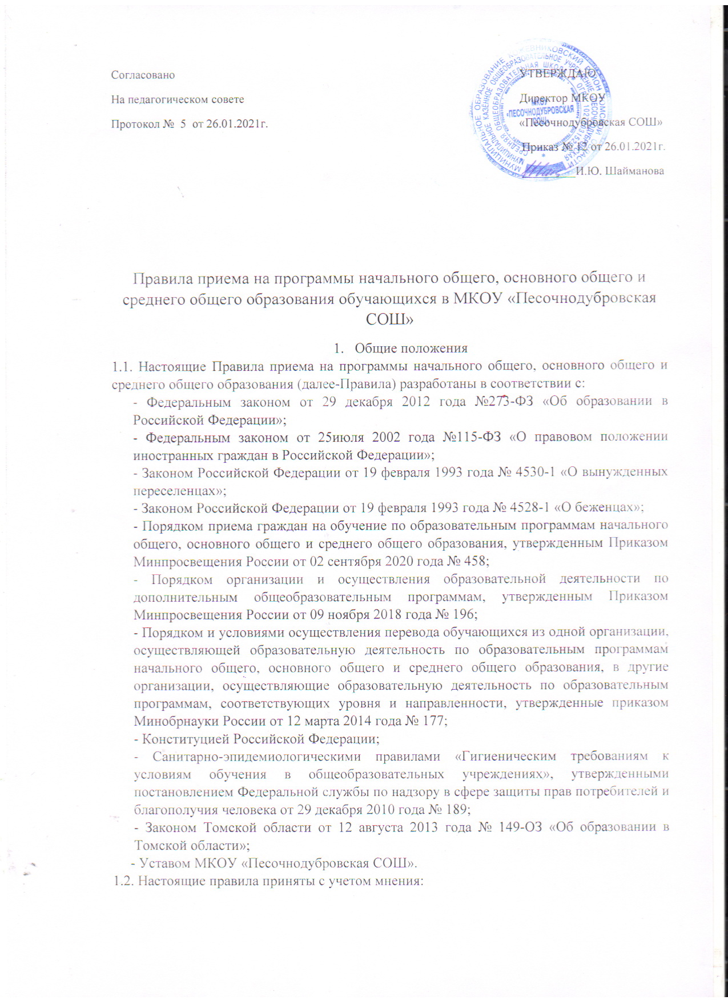 Согласовано
На педагогическом совете
Протокол № 5 от 26.01.2021г.
УТВЕРЖДАЮ
Директор МКОУ
«Песочнодубровская СОШ»
Приказ № 12 от 26.01.2021г.
И.Ю. Шайманова
МКОУ
«ПЕСОЧНОДУБРОВСКАЯ
СОШ»
Правила приема на программы начального общего, основного общего и
среднего общего образования обучающихся в МКОУ «Песочнодубровская
СОШ»
1. Общие положения
1.1. Настоящие Правила приема на программы начального общего, основного общего и
среднего общего образования (далее-Правила) разработаны в соответствии с:
- Федеральным законом от 29 декабря 2012 года №273-ФЗ «Об образовании в
Российской Федерации»;
- Федеральным законом от 25июля 2002 года №115-ФЗ «О правовом положении
иностранных граждан в Российской Федерации»;
- Законом Российской Федерации от 19 февраля 1993 года № 4530-1 «О вынужденных
переселенцах»;
- Законом Российской Федерации от 19 февраля 1993 года № 4528-1 «О беженцах»;
- Порядком приема граждан на обучение по образовательным программам начального
общего, основного общего и среднего общего образования, утвержденным Приказом
Минпросвещения России от 02 сентября 2020 года № 458;
- Порядком организации и осуществления образовательной деятельности по
дополнительным общеобразовательным программам, утвержденным Приказом
Минпросвещения России от 09 ноября 2018 года № 196;
- Порядком и условиями осуществления перевода обучающихся из одной организации,
осуществляющей образовательную деятельность по образовательным программам
начального общего, основного общего и среднего общего образования, в другие
организации, осуществляющие образовательную деятельность по образовательным
программам, соответствующих уровня и направленности, утвержденные приказом
Минобрнауки России от 12 марта 2014 года № 177;
- Конституцией Российской Федерации;
- Санитарно-эпидемиологическими правилами «Гигиеническим требованиям к
условиям обучения в общеобразовательных учреждениях», утвержденными
постановлением Федеральной службы по надзору в сфере защиты прав потребителей и
благополучия человека от 29 декабря 2010 года № 189;
- Законом Томской области от 12 августа 2013 года № 149-ОЗ «Об образовании в
Томской области»;
- Уставом МКОУ «Песочнодубровская СОШ».
1.2. Настоящие правила приняты с учетом мнения: